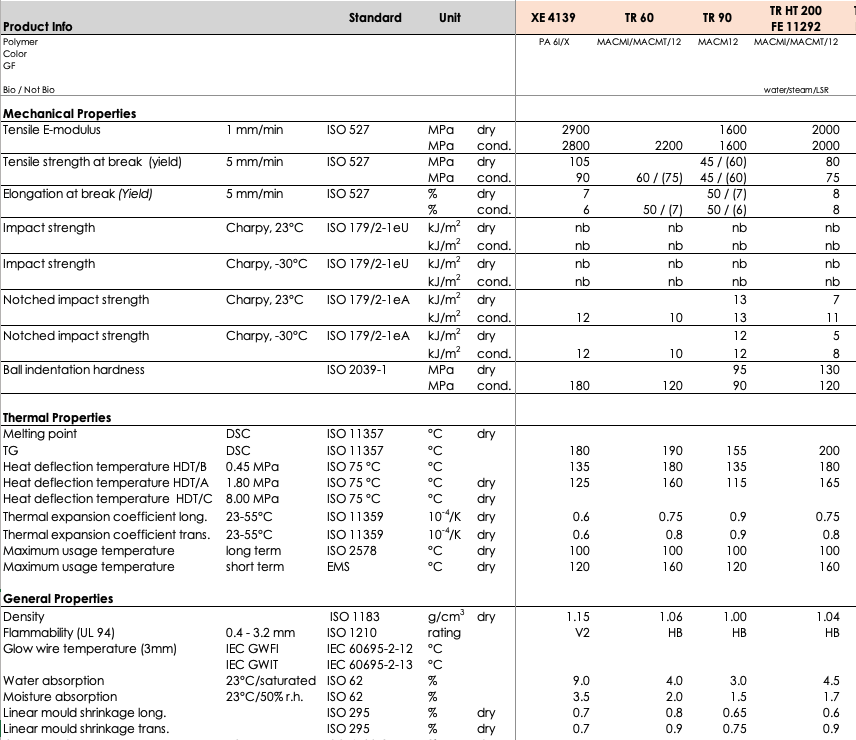 Product Info Standard Unit XE 4139 TR 60 TR 90 TR HT 200 FE 11292
Polymer PA 6I/X MACMI/MACMT/12 MACM12 MACMI/MACMT/12
Color
GF
Bio / Not Bio water/steam/LSR
Mechanical Properties
Tensile E-modulus 1 mm/min ISO 527 MPa dry 2900 1600 2000
MPa cond. 2800 2200 1600 2000
Tensile strength at break (yield) 5 mm/min ISO 527 MPa dry 105 45 / (60) 80
MPa cond. 90 60 / (75) 45 / (60) 75
Elongation at break (Yield) 5 mm/min ISO 527 % dry 7 50 / (7) 8
% cond. 6 50 / (7) 50 / (6) 8
Impact strength Charpy, 23°C ISO 179/2-1eU kJ/m² dry nb nb nb nb
kJ/m² cond. nb nb nb nb
Impact strength Charpy, -30°C ISO 179/2-1eU kJ/m² dry nb nb nb nb
kJ/m² cond. nb nb nb nb
Notched impact strength Charpy, 23°C ISO 179/2-1eA kJ/m² dry 13 7
kJ/m² cond. 12 10 13 11
Notched impact strength Charpy, -30°C ISO 179/2-1eA kJ/m² dry 12 5
kJ/m² cond. 12 10 12 8
Ball indentation hardness ISO 2039-1 MPa dry 95 130
MPa cond. 180 120 90 120
Thermal Properties
Melting point DSC ISO 11357 °C dry
TG DSC ISO 11357 °C 180 190 155 200
Heat deflection temperature HDT/B 0.45 MPa ISO 75 °C °C 135 180 135 180
Heat deflection temperature HDT/A 1.80 MPa ISO 75 °C °C dry 125 160 115 165
Heat deflection temperature HDT/C 8.00 MPa ISO 75 °C °C dry
Thermal expansion coefficient long. 23-55°C ISO 11359 10⁻⁴/K dry 0.6 0.75 0.9 0.75
Thermal expansion coefficient trans. 23-55°C ISO 11359 10⁻⁴/K dry 0.6 0.8 0.9 0.8
Maximum usage temperature long term ISO 2578 °C dry 100 100 100 100
Maximum usage temperature short term EMS °C dry 120 160 120 160
General Properties
Density ISO 1183 g/cm³ dry 1.15 1.06 1.00 1.04
Flammability (UL 94) 0.4 - 3.2 mm ISO 1210 rating V2 HB HB HB
Glow wire temperature (3mm) IEC GWFI IEC 60695-2-12 °C
IEC GWIT IEC 60695-2-13 °C
Water absorption 23°C/saturated ISO 62 % 9.0 4.0 3.0 4.5
Moisture absorption 23°C/50% r.h. ISO 62 % 3.5 2.0 1.5 1.7
Linear mould shrinkage long. ISO 295 % dry 0.7 0.8 0.65 0.6
Linear mould shrinkage trans. ISO 295 % dry 0.7 0.9 0.75 0.9